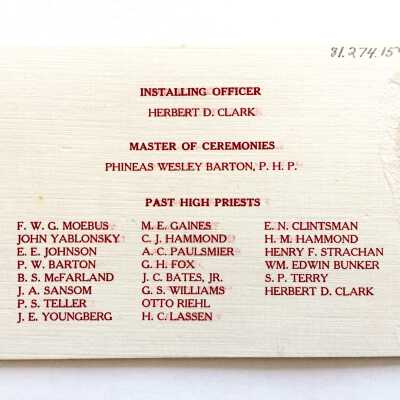 81.274.15
INSTALLING OFFICER
HERBERT D. CLARK
MASTER OF CEREMONIES
PHINEAS WESLEY BARTON, P. H. P.
PAST HIGH PRIESTS
F. W. G. MOEBUS
JOHN YABLONSKY
E. E. JOHNSON
P. W. BARTON
B. S. McFARLAND
J. A. SANSOM
P. S. TELLER
J. E. YOUNGBERG
M. E. GAINES
C. J. HAMMOND
A. C. PAULSMIER
G. H. FOX
J. C. BATES, JR.
G. S. WILLIAMS
OTTO RIEHL
H. C. LASSEN
E. N. CLINTSMAN
H. M. HAMMOND
HENRY F. STRACHAN
WM. EDWIN BUNKER
S. P. TERRY
HERBERT D. CLARK